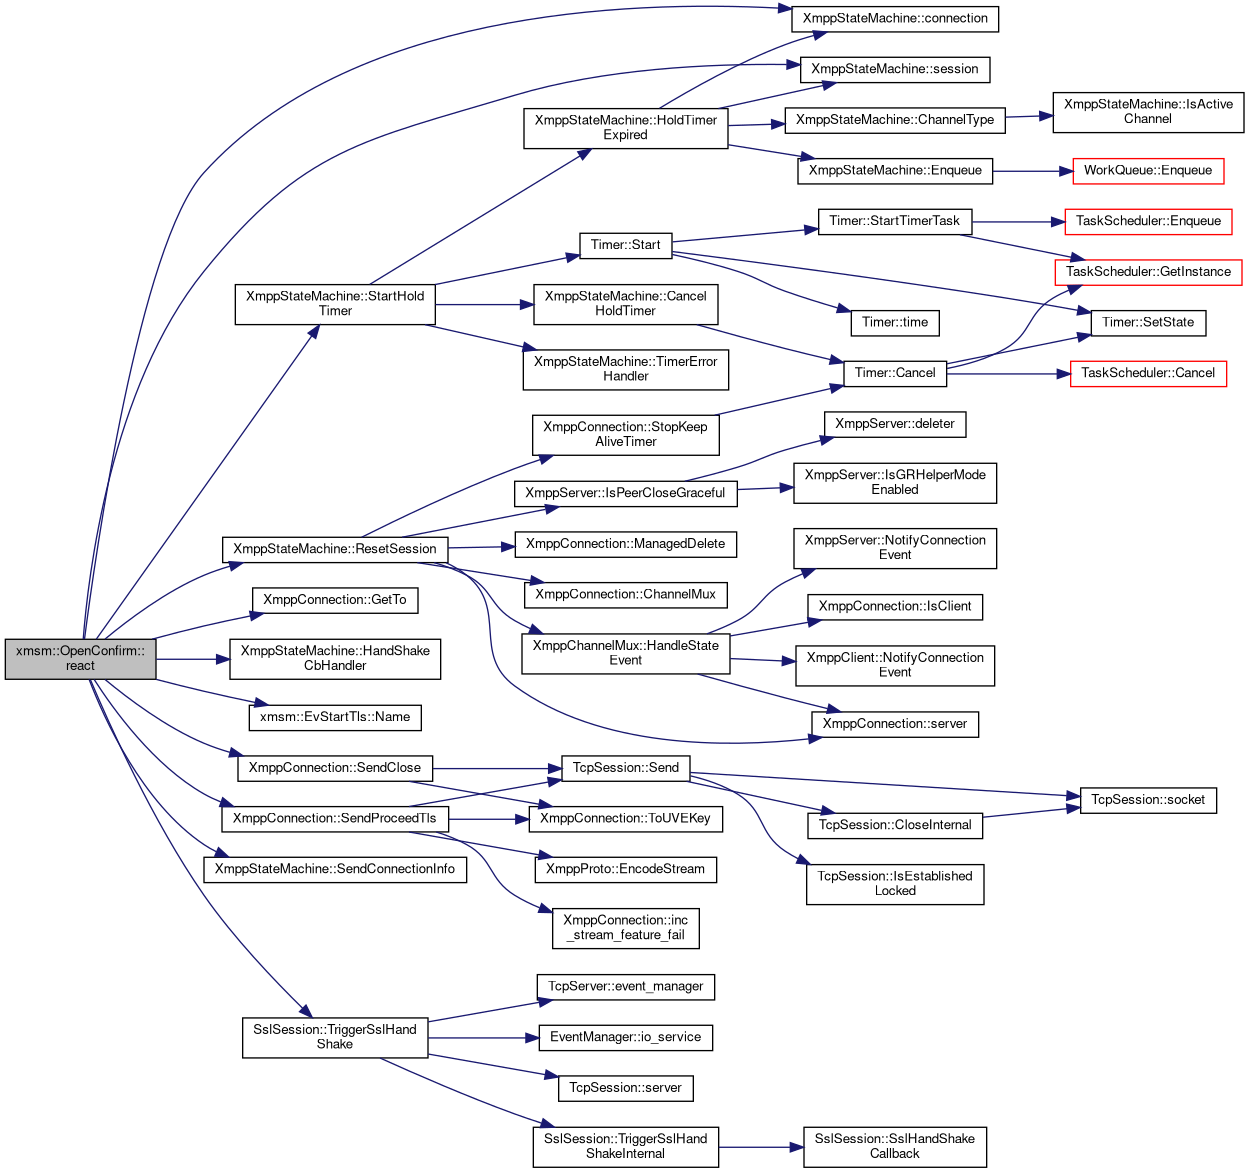 XmppStateMachine::connection
XmppStateMachine::session
XmppStateMachine::HoldTimer
Expired
XmppStateMachine::ChannelType
XmppStateMachine::IsActive
Channel
XmppStateMachine::Enqueue
WorkQueue::Enqueue
Timer::StartTimerTask
TaskScheduler::Enqueue
Timer::Start
TaskScheduler::GetInstance
XmppStateMachine::StartHold
Timer
XmppStateMachine::Cancel
HoldTimer
Timer::time
Timer::SetState
XmppStateMachine::TimerError
Handler
Timer::Cancel
TaskScheduler::Cancel
XmppConnection::StopKeep
AliveTimer
XmppServer::deleter
XmppServer::IsPeerCloseGraceful
XmppServer::IsGRHelperMode
Enabled
XmppStateMachine::ResetSession
XmppConnection::ManagedDelete
XmppServer::NotifyConnection
Event
XmppConnection::GetTo
XmppConnection::ChannelMux
XmppConnection::IsClient
xmsm::OpenConfirm::
react
XmppStateMachine::HandShake
CbHandler
XmppChannelMux::HandleState
Event
XmppClient::NotifyConnection
Event
xmsm::EvStartTls::Name
XmppConnection::server
XmppConnection::SendClose
TcpSession::Send
TcpSession::socket
XmppConnection::SendProceedTls
XmppConnection::ToUVEKey
TcpSession::CloseInternal
XmppStateMachine::SendConnectionInfo
XmppProto::EncodeStream
TcpSession::IsEstablished
Locked
XmppConnection::inc
_stream_feature_fail
TcpServer::event_manager
SslSession::TriggerSslHand
Shake
EventManager::io_service
TcpSession::server
SslSession::TriggerSslHand
ShakeInternal
SslSession::SslHandShake
Callback